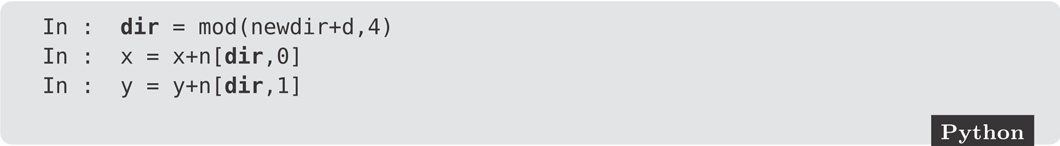 In :  dir = mod(newdir+d,4)
In :  x = x+n[dir,0]
In :  y = y+n[dir,1]
Python